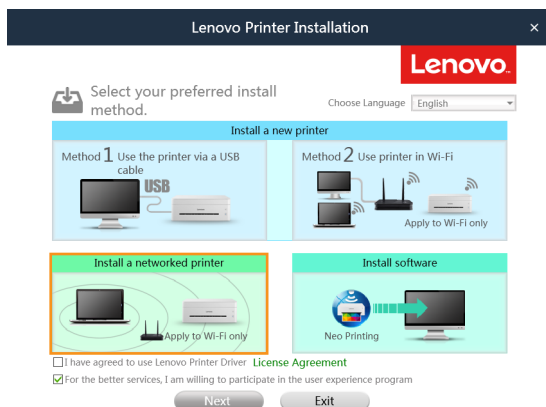 Lenovo Printer Installation
×
Lenovo
Select your preferred install
method.
Choose Language English
Install a new printer
Method 1 Use the printer via a USB
cable
USB
Method 2 Use printer in Wi-Fi
Apply to Wi-Fi only
Install a networked printer
Apply to Wi-Fi only
Install software
Neo Printing
I have agreed to use Lenovo Printer Driver License Agreement
For the better services, I am willing to participate in the user experience program
Next
Exit